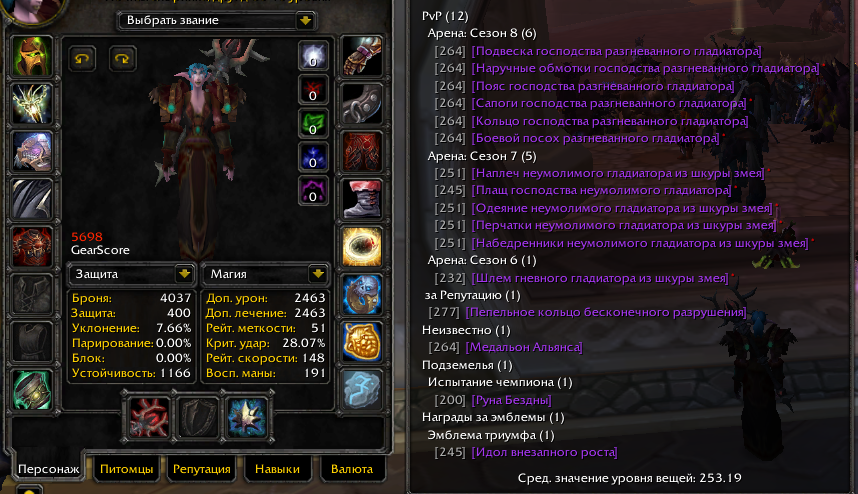 Выбрать звание
0
0
0
0
0
5698
GearScore
Защита
Магия
Броня: 4037
Защита: 400
Уклонение: 7.66%
Парирование: 0.00%
Блок: 0.00%
Устойчивость: 1166
Доп. урон: 2463
Доп. лечение: 2463
Рейт. меткости: 51
Крит. удар: 28.07%
Рейт. скорости: 148
Восп. маны: 191
Персонаж
Питомцы
Репутация
Навыки
Валюта
PvP (12)
Арена: Сезон 8 (6)
[264] [Подвеска господства разгневанного гладиатора]
[264] [Наручные обмотки господства разгневанного гладиатора]*
[264] [Пояс господства разгневанного гладиатора]
[264] [Сапоги господства разгневанного гладиатора]*
[264] [Кольцо господства разгневанного гладиатора]
[264] [Боевой посох разгневанного гладиатора]*
Арена: Сезон 7 (5)
[251] [Наплеч неумолимого гладиатора из шкуры змея]*
[245] [Плащ господства неумолимого гладиатора]*
[251] [Одеяние неумолимого гладиатора из шкуры змея]*
[251] [Перчатки неумолимого гладиатора из шкуры змея]*
[251] [Набедренники неумолимого гладиатора из шкуры змея]*
Арена: Сезон 6 (1)
[232] [Шлем гневного гладиатора из шкуры змея]*
за Репутацию (1)
[277] [Пепельное кольцо бесконечного разрушения]
Неизвестно (1)
[264] [Медальон Альянса]
Подземелья (1)
Испытание чемпиона (1)
[200] [Руна Бездны]
Награды за эмблемы (1)
Эмблема триумфа (1)
[245] [Идол внезапного роста]
Сред. значение уровня вещей: 253.19